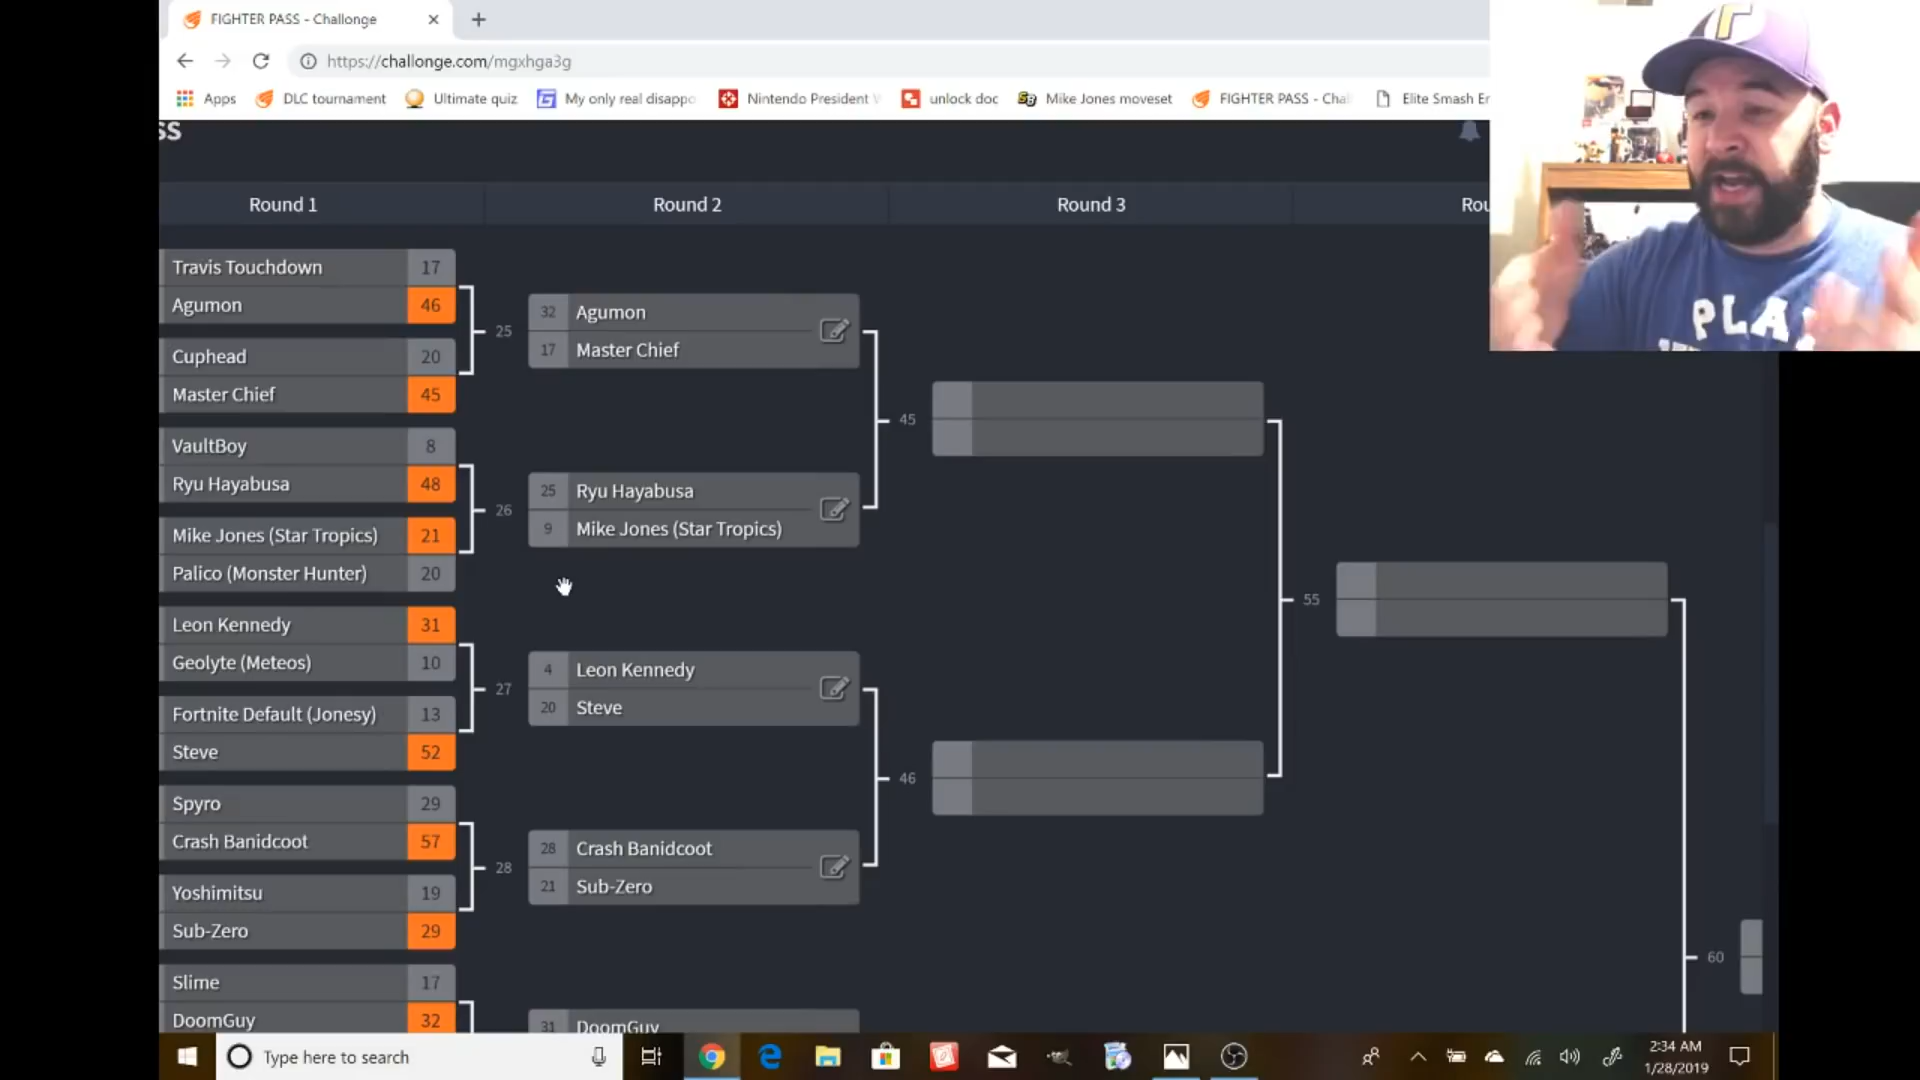 FIGHTER PASS - Challonge
https://challonge.com/mgxhga3g
Apps
DLC tournament
Ultimate quiz
My only real disappo
Nintendo President
unlock doc
Mike Jones moveset
FIGHTER PASS - Chal
Elite Smash Er
ss
Round 1
Round 2
Round 3
Rou
Travis Touchdown 17
Agumon 46
Cuphead 20
Master Chief 45
25
32 Agumon
17 Master Chief
VaultBoy 8
Ryu Hayabusa 48
Mike Jones (Star Tropics) 21
Palico (Monster Hunter) 20
26
25 Ryu Hayabusa
9 Mike Jones (Star Tropics)
45
Leon Kennedy 31
Geolyte (Meteos) 10
Fortnite Default (Jonesy) 13
Steve 52
27
4 Leon Kennedy
20 Steve
Spyro 29
Crash Banidcoot 57
Yoshimitsu 19
Sub-Zero 29
28
28 Crash Banidcoot
21 Sub-Zero
46
55
60
Slime 17
DoomGuy 32
31 DoomGuy
PLA
Type here to search
2:34 AM
1/28/2019